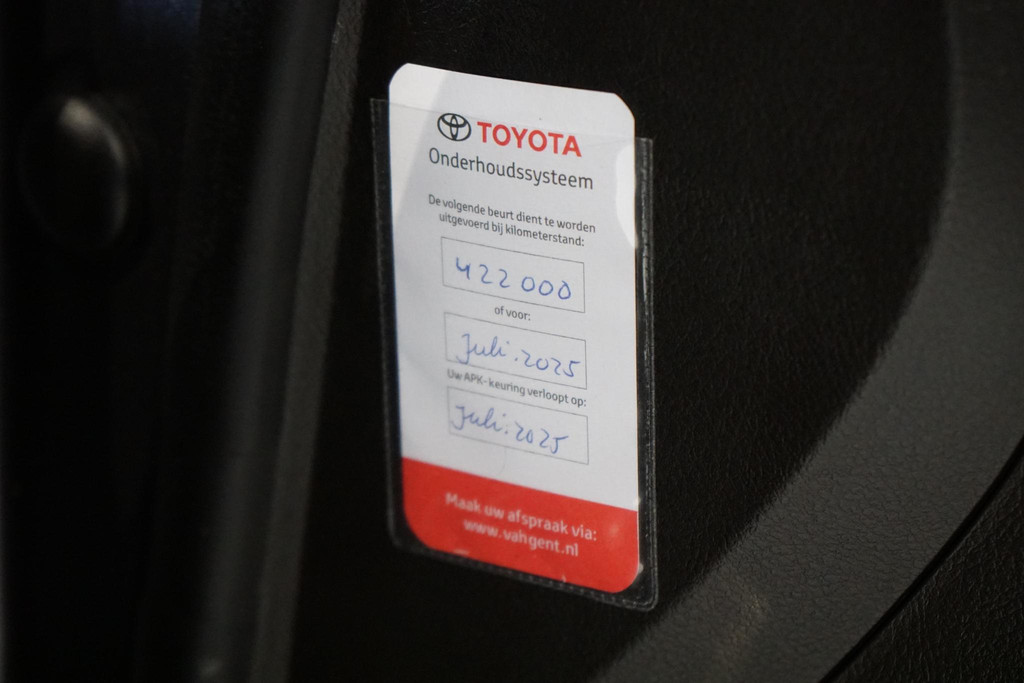 TOYOTA
Onderhoudssysteem
De volgende beurt dient te worden
uitgevoerd bij kilometerstand:
422 000
of voor:
Juli. 2025
Uw APK- keuring verloopt op:
Juli. 2025
Maak uw afspraak via:
www.vahgent.nl